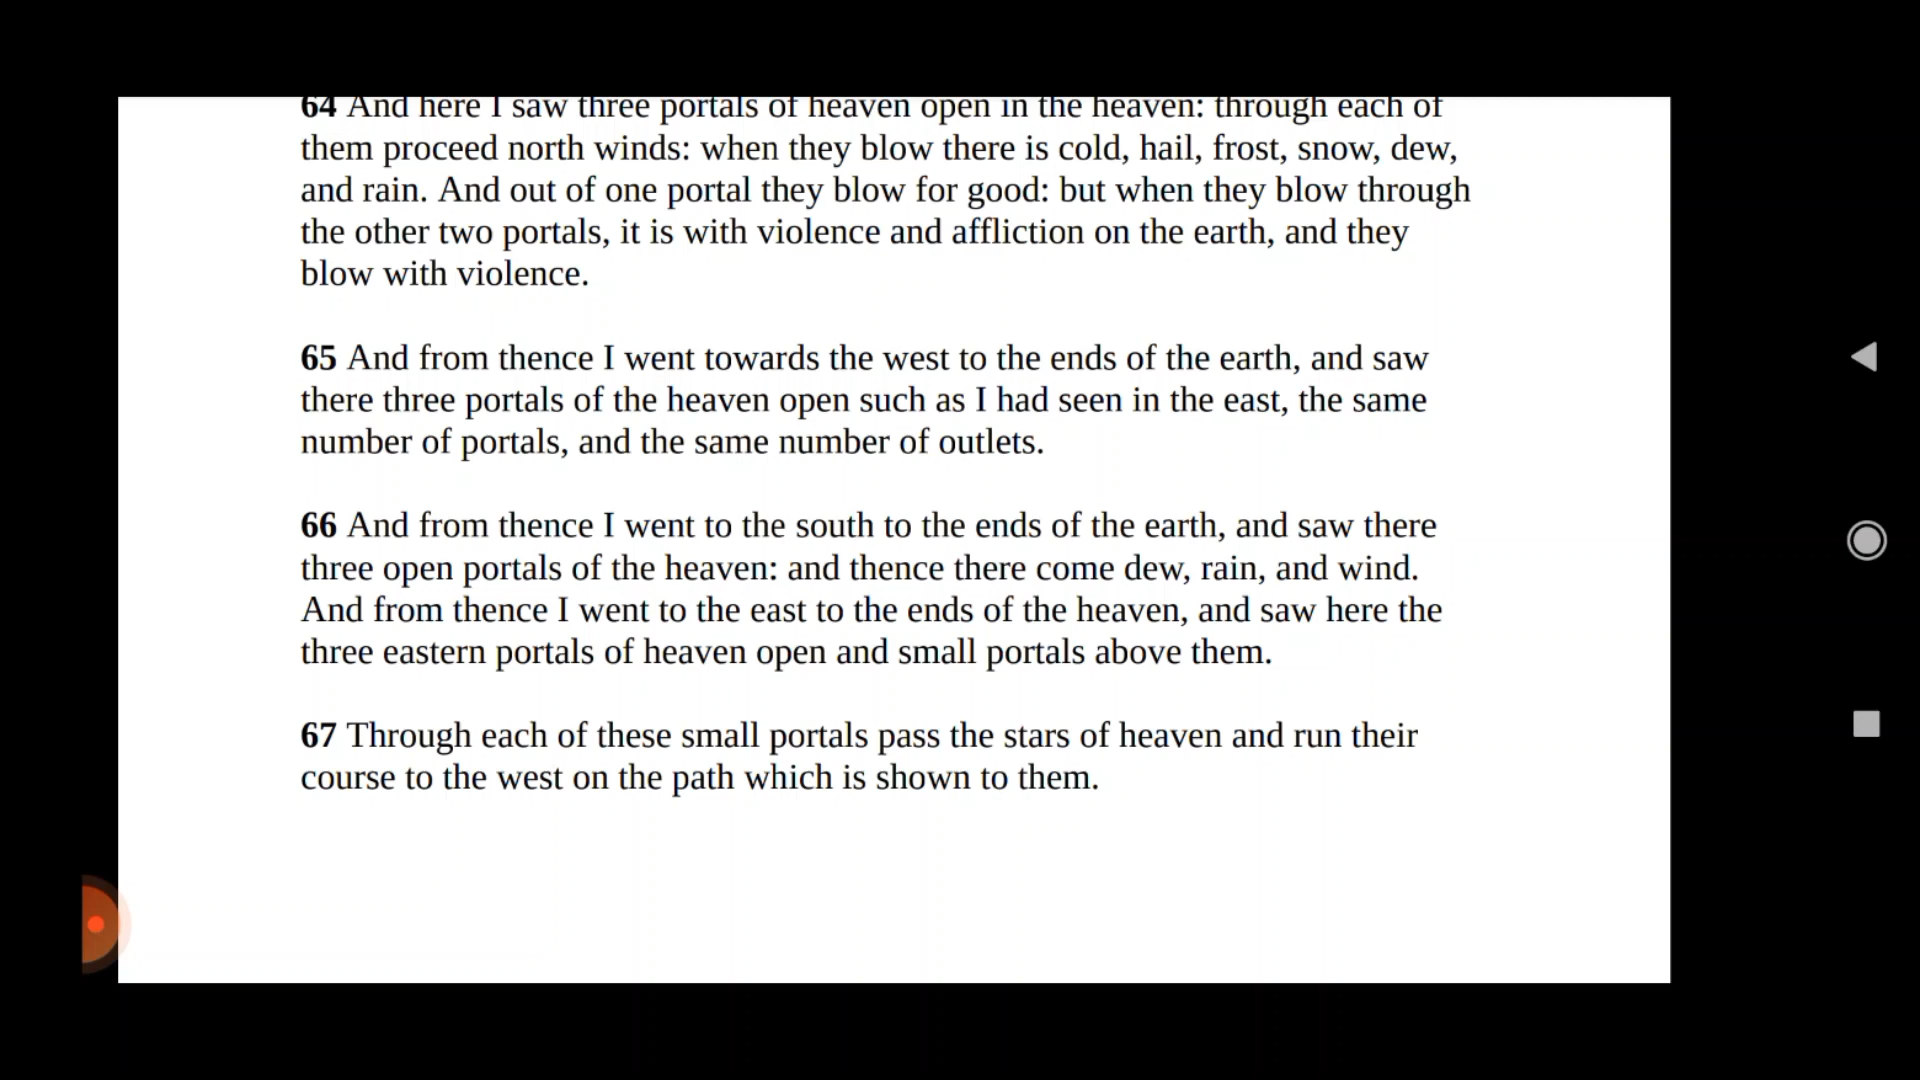 64 And here I saw three portals of heaven open in the heaven: through each of
them proceed north winds: when they blow there is cold, hail, frost, snow, dew,
and rain. And out of one portal they blow for good: but when they blow through
the other two portals, it is with violence and affliction on the earth, and they
blow with violence.
65 And from thence I went towards the west to the ends of the earth, and saw
there three portals of the heaven open such as I had seen in the east, the same
number of portals, and the same number of outlets.
66 And from thence I went to the south to the ends of the earth, and saw there
three open portals of the heaven: and thence there come dew, rain, and wind.
And from thence I went to the east to the ends of the heaven, and saw here the
three eastern portals of heaven open and small portals above them.
67 Through each of these small portals pass the stars of heaven and run their
course to the west on the path which is shown to them.